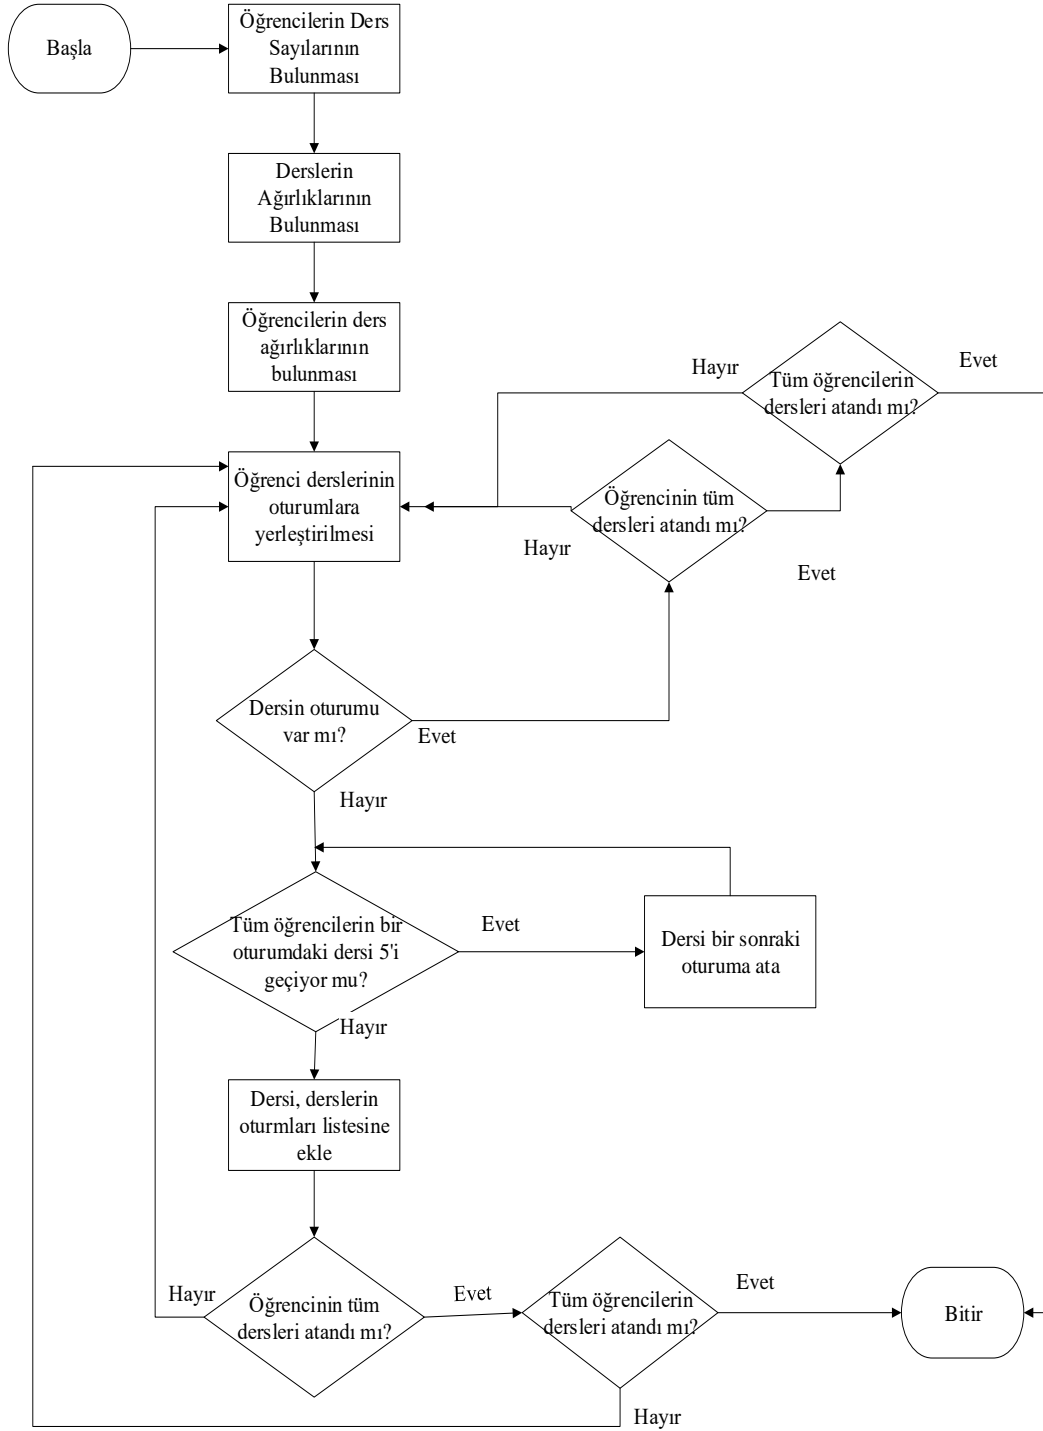 Başla
Öğrencilerin Ders
Sayılarının
Bulunması
Derslerin
Ağırlıklarının
Bulunması
Öğrencilerin ders
ağırlıklarının
bulunması
Hayır
Tüm öğrencilerin
dersleri atandı mı?
Evet
Öğrenci derslerinin
oturumlara
yerleştirilmesi
Öğrencinin tüm
dersleri atandı mı?
Hayır
Evet
Dersin oturumu
var mı?
Evet
Hayır
Tüm öğrencilerin bir
oturumdaki dersi 5'i
geçiyor mu?
Evet
Dersi bir sonraki
oturuma ata
Hayır
Dersi, derslerin
oturmları listesine
ekle
Hayır
Öğrencinin tüm
dersleri atandı mı?
Evet
Tüm öğrencilerin
dersleri atandı mı?
Evet
Bitir
Hayır